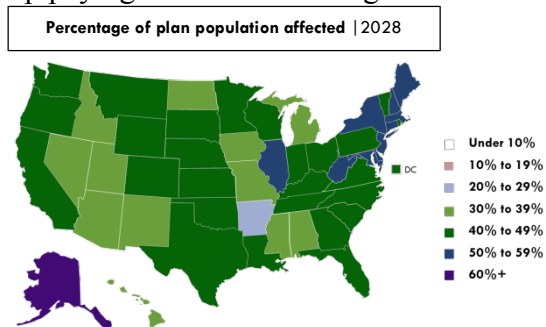 Percentage of plan population affected | 2028
DC
Under 10%
10% to 19%
20% to 29%
30% to 39%
40% to 49%
50% to 59%
60%+